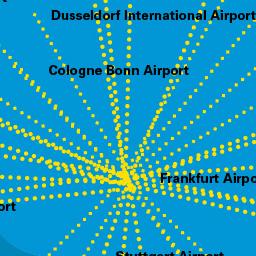 Dusseldorf International Airport
Cologne Bonn Airport
Frankfurt Airpo
ort
Stuttgart Airport